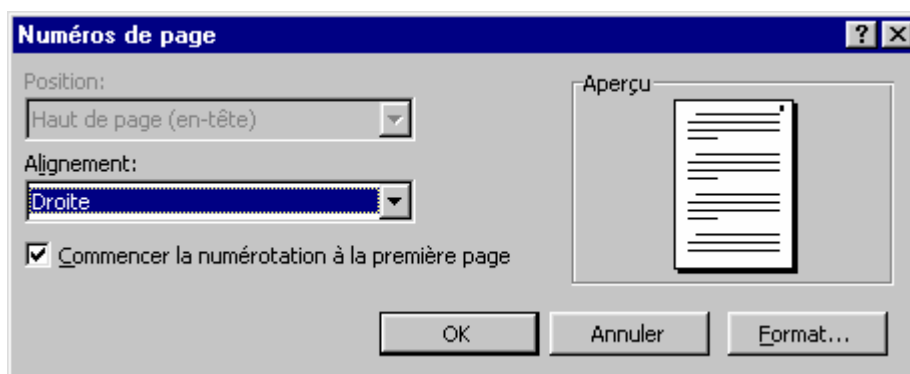 Numéros de page
Position:
Haut de page (en-tête)
Alignement:
Droite
Commencer la numérotation à la première page
Aperçu
OK
Annuler
Format...